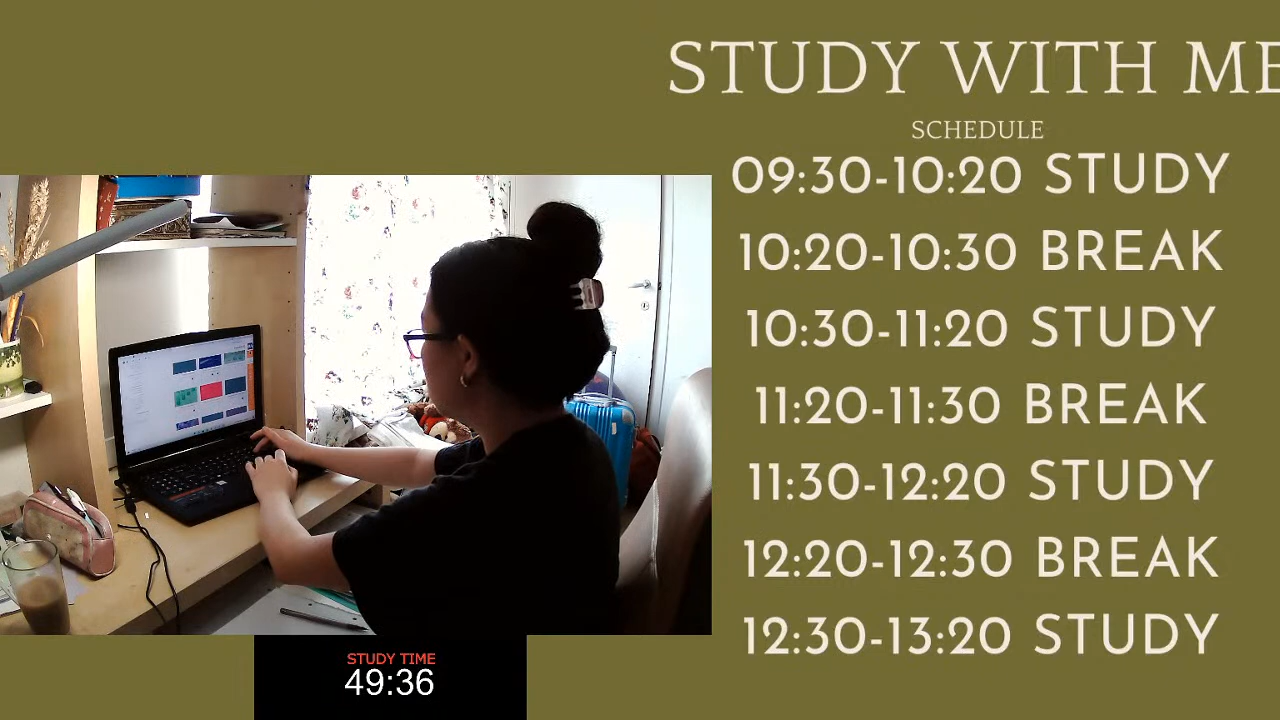 STUDY WITH ME
SCHEDULE
09:30-10:20 STUDY
10:20-10:30 BREAK
10:30-11:20 STUDY
11:20-11:30 BREAK
11:30-12:20 STUDY
12:20-12:30 BREAK
12:30-13:20 STUDY
STUDY TIME
49:36